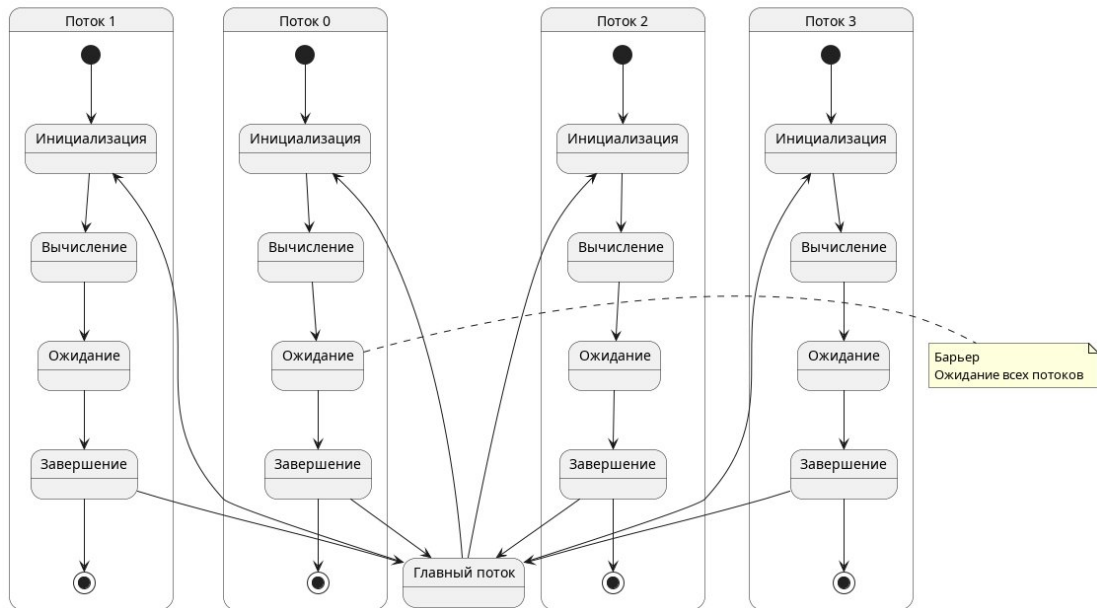 Поток 1
Поток 0
Поток 2
Поток 3
Инициализация
Инициализация
Инициализация
Инициализация
Вычисление
Вычисление
Вычисление
Вычисление
Ожидание
Ожидание
Ожидание
Ожидание
Барьер
Ожидание всех потоков
Завершение
Завершение
Завершение
Завершение
Главный поток